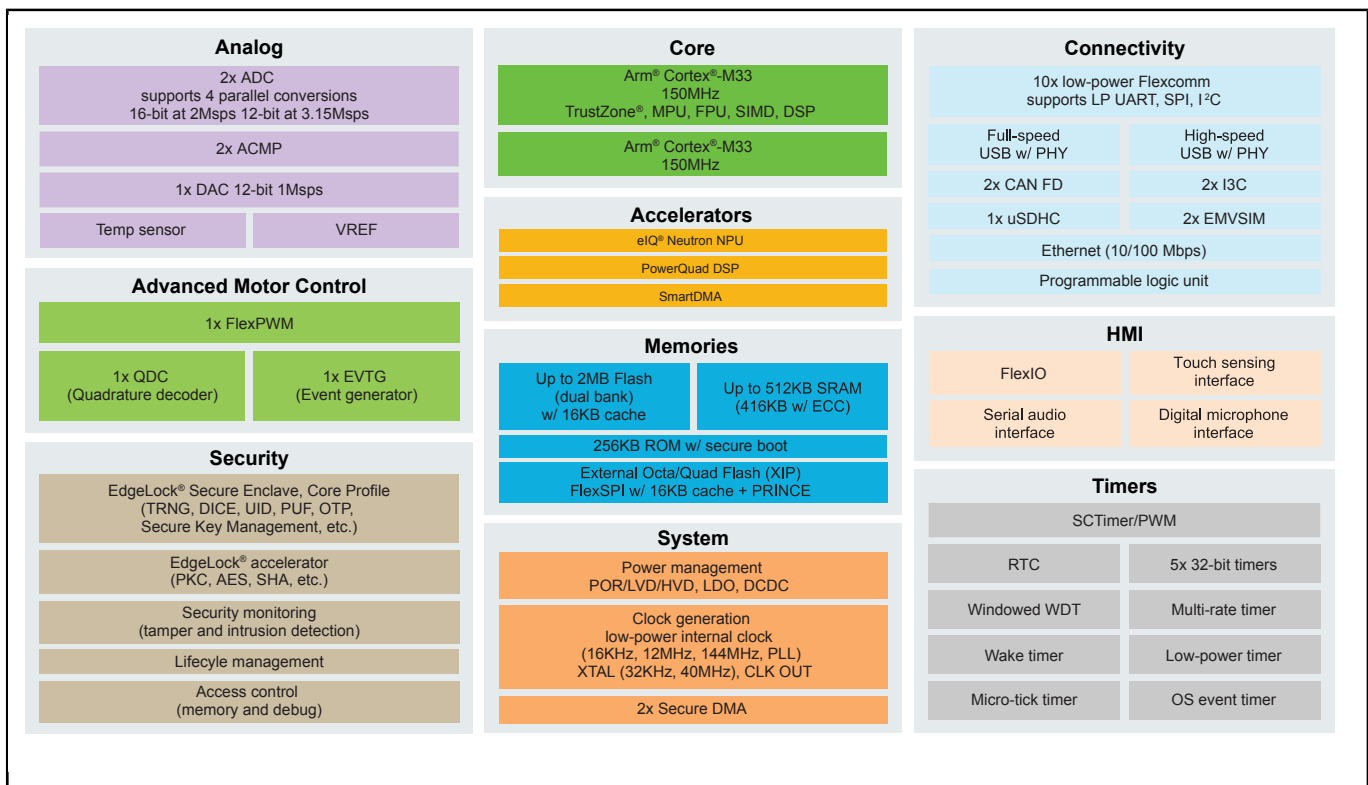 Analog
2x ADC
supports 4 parallel conversions
16-bit at 2Msps 12-bit at 3.15Msps
2x ACMP
1x DAC 12-bit 1Msps
Temp sensor
VREF
Advanced Motor Control
1x FlexPWM
1x QDC
(Quadrature decoder)
1x EVTG
(Event generator)
Security
EdgeLock® Secure Enclave, Core Profile
(TRNG, DICE, UID, PUF, OTP,
Secure Key Management, etc.)
EdgeLock® accelerator
(PKC, AES, SHA, etc.)
Security monitoring
(tamper and intrusion detection)
Lifecyle management
Access control
(memory and debug)
Core
Arm® Cortex®-M33
150MHz
TrustZone®, MPU, FPU, SIMD, DSP
Arm® Cortex®-M33
150MHz
Accelerators
eIQ® Neutron NPU
PowerQuad DSP
SmartDMA
Memories
Up to 2MB Flash
(dual bank)
w/ 16KB cache
Up to 512KB SRAM
(416KB w/ ECC)
256KB ROM w/ secure boot
External Octa/Quad Flash (XIP)
FlexSPI w/ 16KB cache + PRINCE
System
Power management
POR/LVD/HVD, LDO, DCDC
Clock generation
low-power internal clock
(16KHz, 12MHz, 144MHz, PLL)
XTAL (32KHz, 40MHz), CLK OUT
2x Secure DMA
Connectivity
10x low-power Flexcomm
supports LP UART, SPI, I²C
Full-speed
USB w/ PHY
High-speed
USB w/ PHY
2x CAN FD
2x I3C
1x uSDHC
2x EMVSIM
Ethernet (10/100 Mbps)
Programmable logic unit
HMI
FlexIO
Touch sensing
interface
Serial audio
interface
Digital microphone
interface
Timers
SCTimer/PWM
RTC
5x 32-bit timers
Windowed WDT
Multi-rate timer
Wake timer
Low-power timer
Micro-tick timer
OS event timer